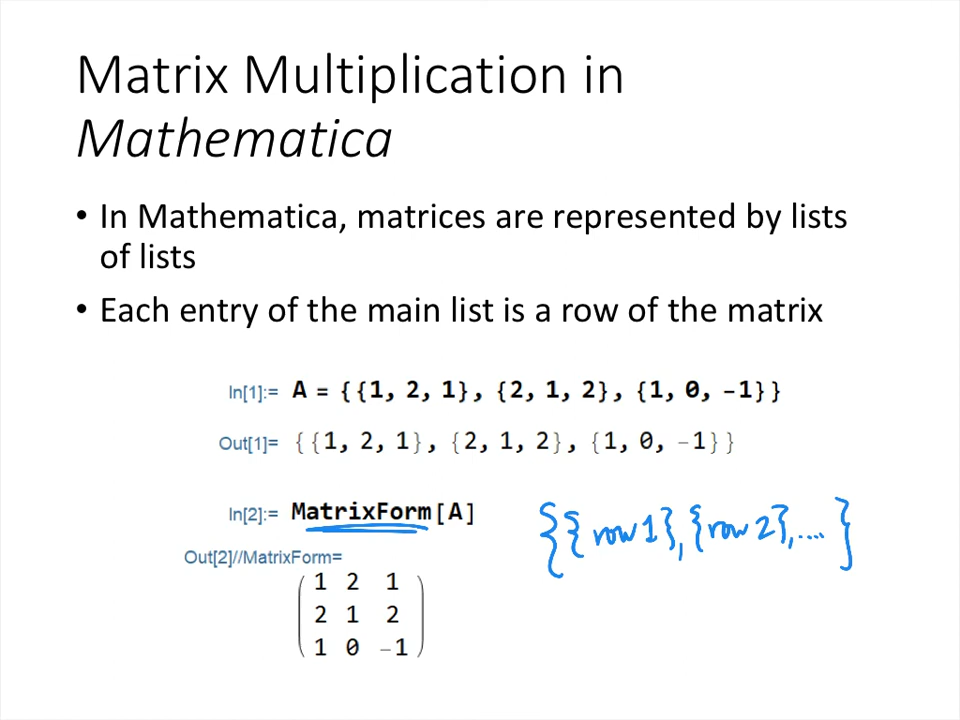 Matrix Multiplication in
Mathematica
• In Mathematica, matrices are represented by lists
of lists
• Each entry of the main list is a row of the matrix
In[1]:= A = {{1, 2, 1}, {2, 1, 2}, {1, 0, -1}}
Out[1]= {{1, 2, 1}, {2, 1, 2}, {1, 0, -1}}
In[2]:= MatrixForm[A]
{{row 1}, {row 2}, ....}
Out[2]//MatrixForm=
1 2 1
2 1 2
1 0 -1